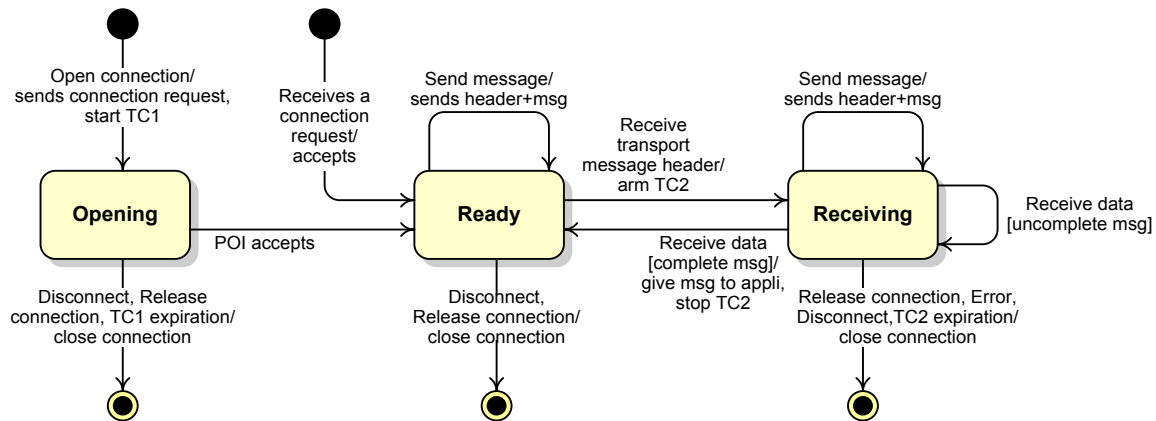 Open connection/
sends connection request,
start TC1
Receives a
connection
request/
accepts
Send message/
sends header+msg
Receive
transport
message header/
arm TC2
Send message/
sends header+msg
Opening
Ready
Receiving
Receive data
[uncomplete msg]
POI accepts
Receive data
[complete msg]/
give msg to appli,
stop TC2
Disconnect, Release
connection, TC1 expiration/
close connection
Disconnect,
Release connection/
close connection
Release connection, Error,
Disconnect,TC2 expiration/
close connection